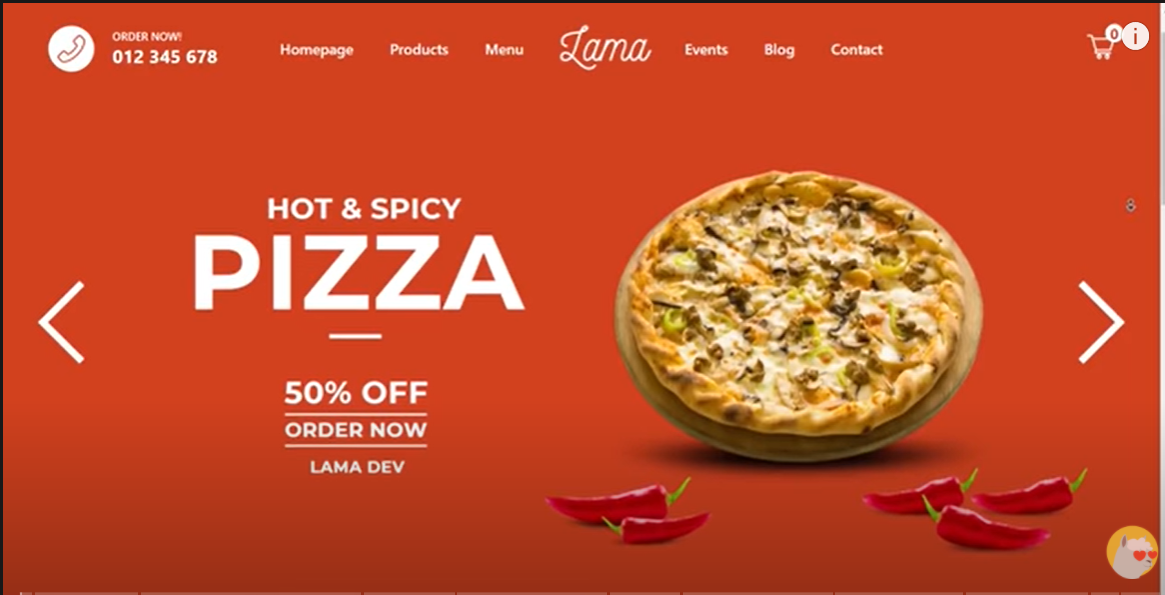 ORDER NOW!
012 345 678
Homepage
Products
Menu
Lama
Events
Blog
Contact
0
i
HOT & SPICY
PIZZA
50% OFF
ORDER NOW
LAMA DEV